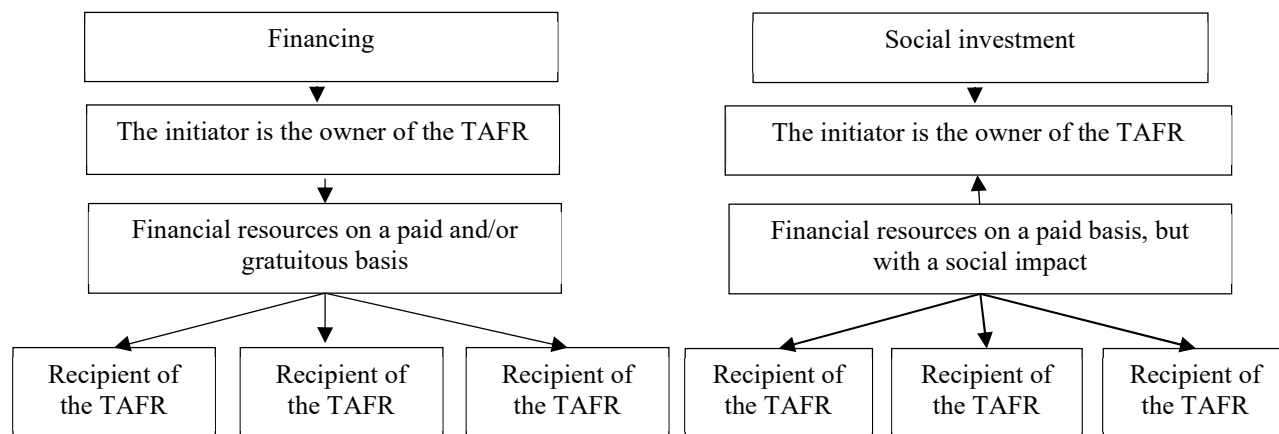 Financing
The initiator is the owner of the TAFR
Financial resources on a paid and/or
gratuitous basis
Recipient of
the TAFR
Recipient of
the TAFR
Recipient of
the TAFR
Social investment
The initiator is the owner of the TAFR
Financial resources on a paid basis, but
with a social impact
Recipient of
the TAFR
Recipient of
the TAFR
Recipient of
the TAFR